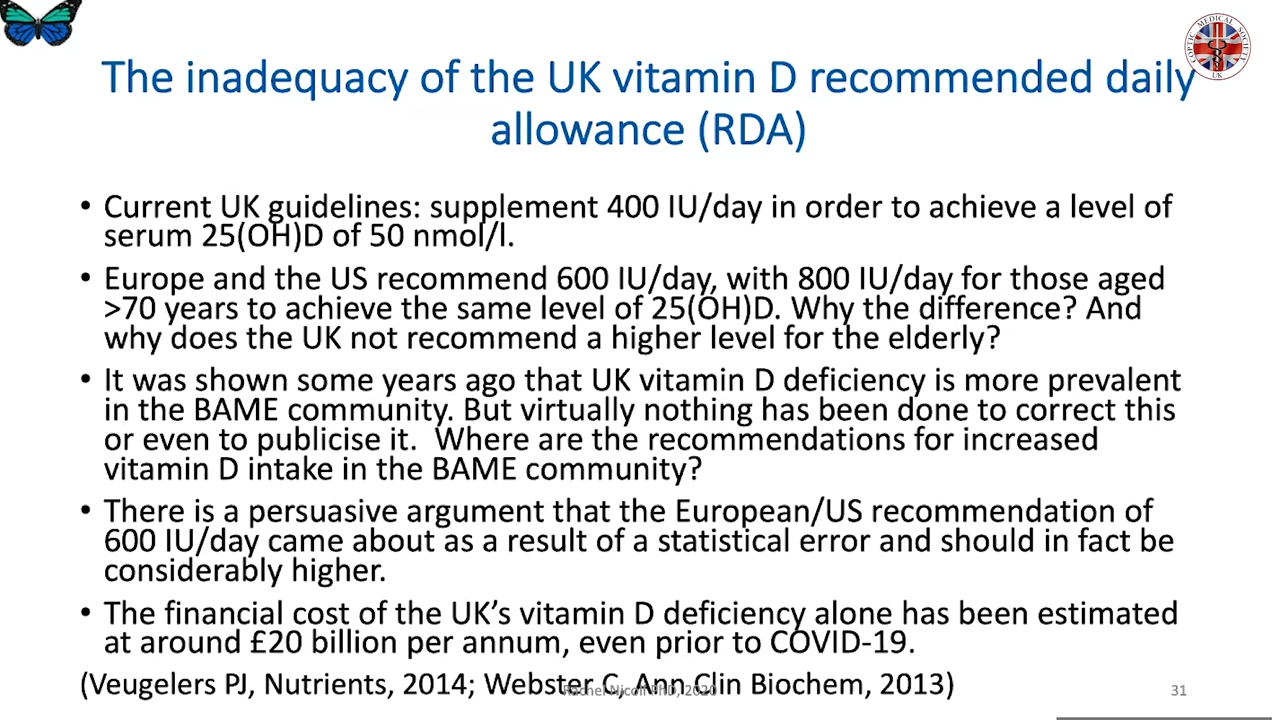 COPTIC MEDICAL SOCIETY
UK
The inadequacy of the UK vitamin D recommended daily
allowance (RDA)
• Current UK guidelines: supplement 400 IU/day in order to achieve a level of
serum 25(OH)D of 50 nmol/l.
• Europe and the US recommend 600 IU/day, with 800 IU/day for those aged
>70 years to achieve the same level of 25(OH)D. Why the difference? And
why does the UK not recommend a higher level for the elderly?
• It was shown some years ago that UK vitamin D deficiency is more prevalent
in the BAME community. But virtually nothing has been done to correct this
or even to publicise it.  Where are the recommendations for increased
vitamin D intake in the BAME community?
• There is a persuasive argument that the European/US recommendation of
600 IU/day came about as a result of a statistical error and should in fact be
considerably higher.
• The financial cost of the UK’s vitamin D deficiency alone has been estimated
at around £20 billion per annum, even prior to COVID-19.
(Veugelers PJ, Nutrients, 2014; Webster C, Ann Clin Biochem, 2013)
Rachel Nicoll PhD, 2020
31